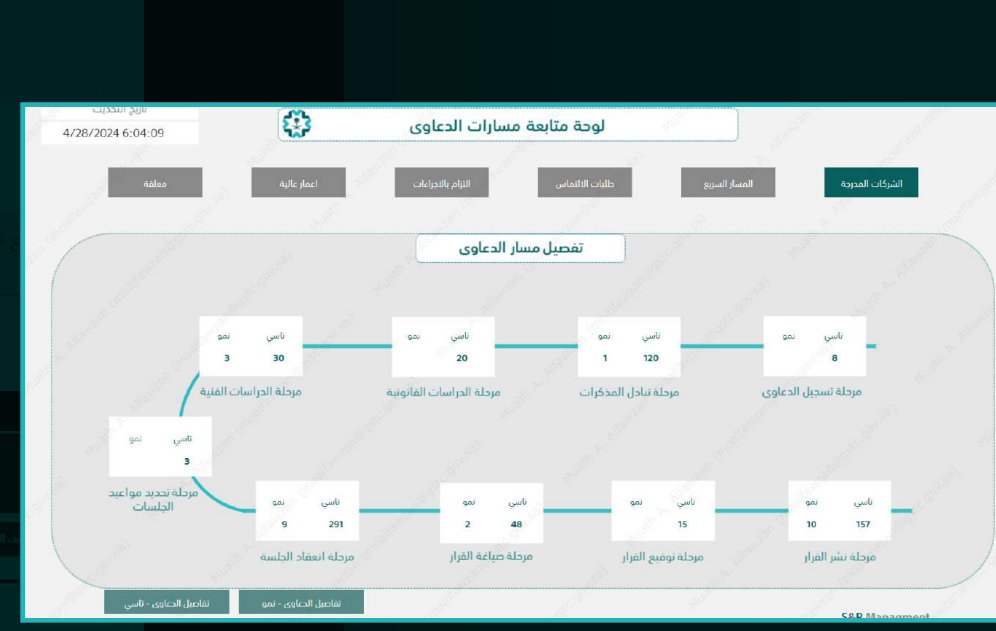 تاريخ التحديث
4/28/2024 6:04:09
لوحة متابعة مسارات الدعاوى
الشركات المدرجة
المسار السريع
طلبات الالتماس
التزام بالاجراءات
اعمار عالية
معلقة
تفصيل مسار الدعاوى
تاسي نمو
8
مرحلة تسجيل الدعاوى
تاسي نمو
120 1
مرحلة تبادل المذكرات
تاسي نمو
20
مرحلة الدراسات القانونية
تاسي نمو
30 3
مرحلة الدراسات الفنية
تاسي نمو
3
مرحلة تحديد مواعيد
الجلسات
تاسي نمو
291 9
مرحلة انعقاد الجلسة
تاسي نمو
48 2
مرحلة صياغة القرار
تاسي نمو
15
مرحلة توقيع القرار
تاسي نمو
157 10
مرحلة نشر القرار
تفاصيل الدعاوى - نمو
تفاصيل الدعاوى - تاسي
S&P Managment